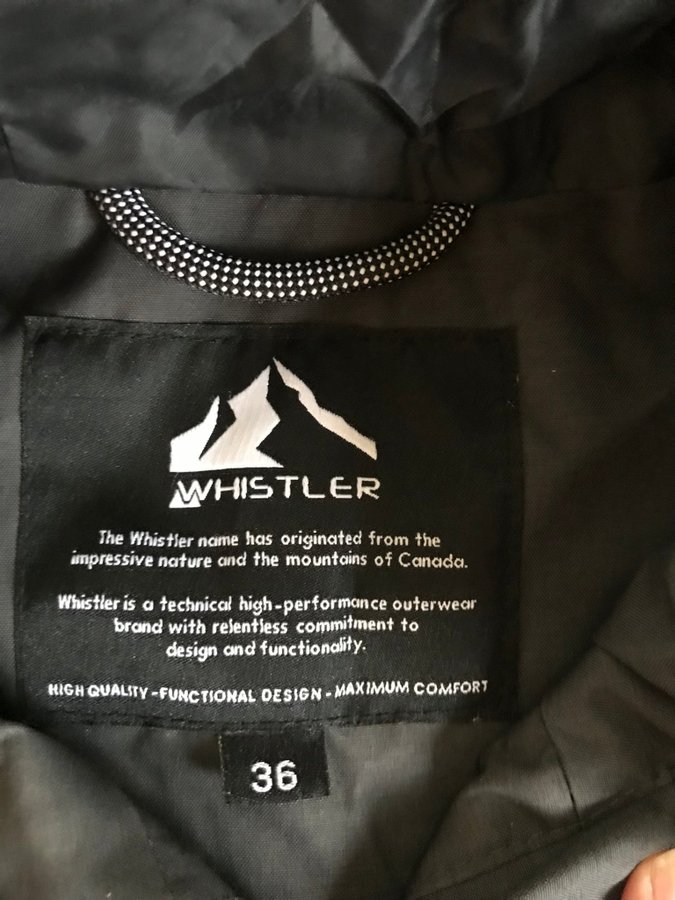 WHISTLER
The Whistler name has originated from the
impressive nature and the mountains of Canada.
Whistler is a technical high-performance outerwear
brand with relentless commitment to
design and functionality.
HIGH QUALITY - FUNCTIONAL DESIGN - MAXIMUM COMFORT
36